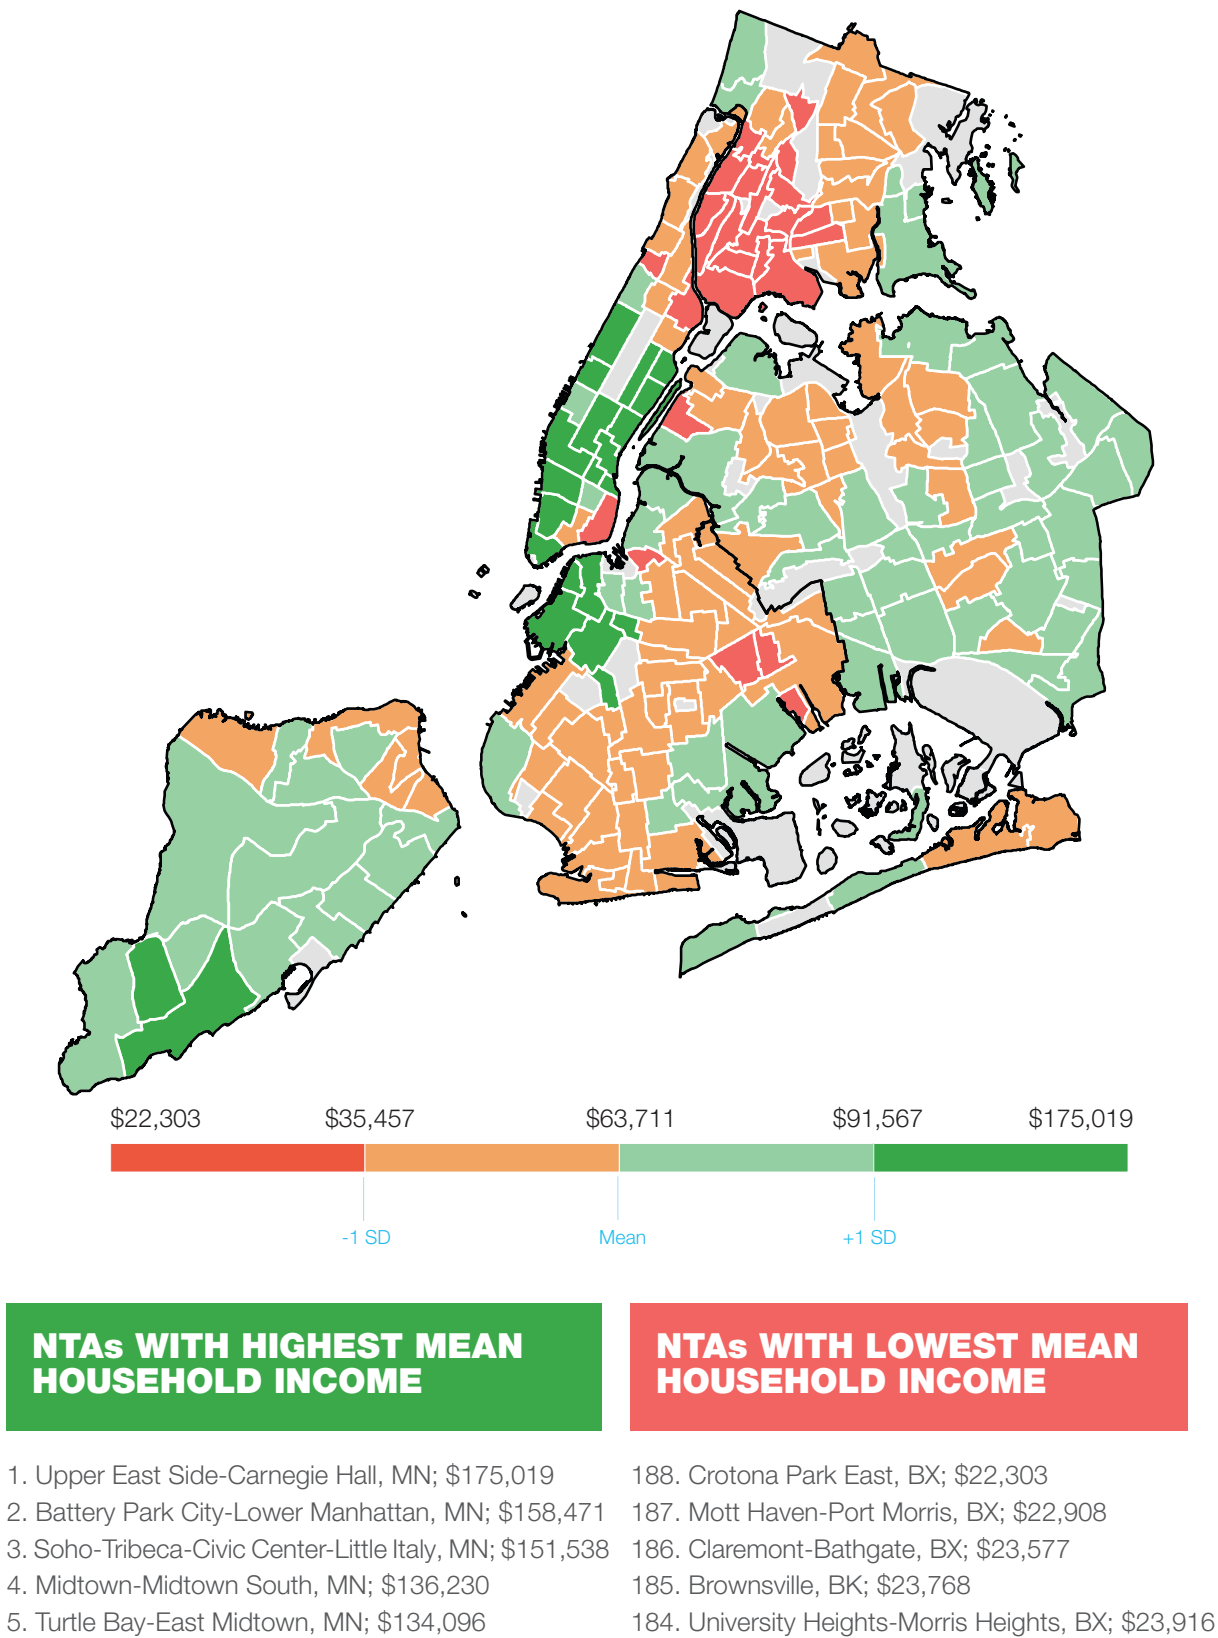 $22,303 $35,457 $63,711 $91,567 $175,019
-1 SD Mean +1 SD
NTAs WITH HIGHEST MEAN
HOUSEHOLD INCOME
1. Upper East Side-Carnegie Hall, MN; $175,019
2. Battery Park City-Lower Manhattan, MN; $158,471
3. Soho-Tribeca-Civic Center-Little Italy, MN; $151,538
4. Midtown-Midtown South, MN; $136,230
5. Turtle Bay-East Midtown, MN; $134,096
NTAs WITH LOWEST MEAN
HOUSEHOLD INCOME
188. Crotona Park East, BX; $22,303
187. Mott Haven-Port Morris, BX; $22,908
186. Claremont-Bathgate, BX; $23,577
185. Brownsville, BK; $23,768
184. University Heights-Morris Heights, BX; $23,916